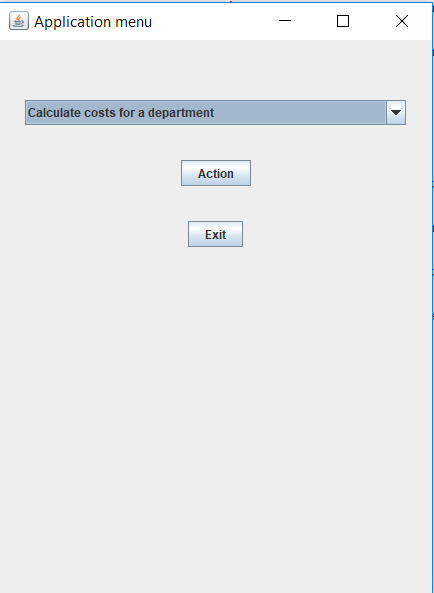 Application menu
Calculate costs for a department
Action
Exit